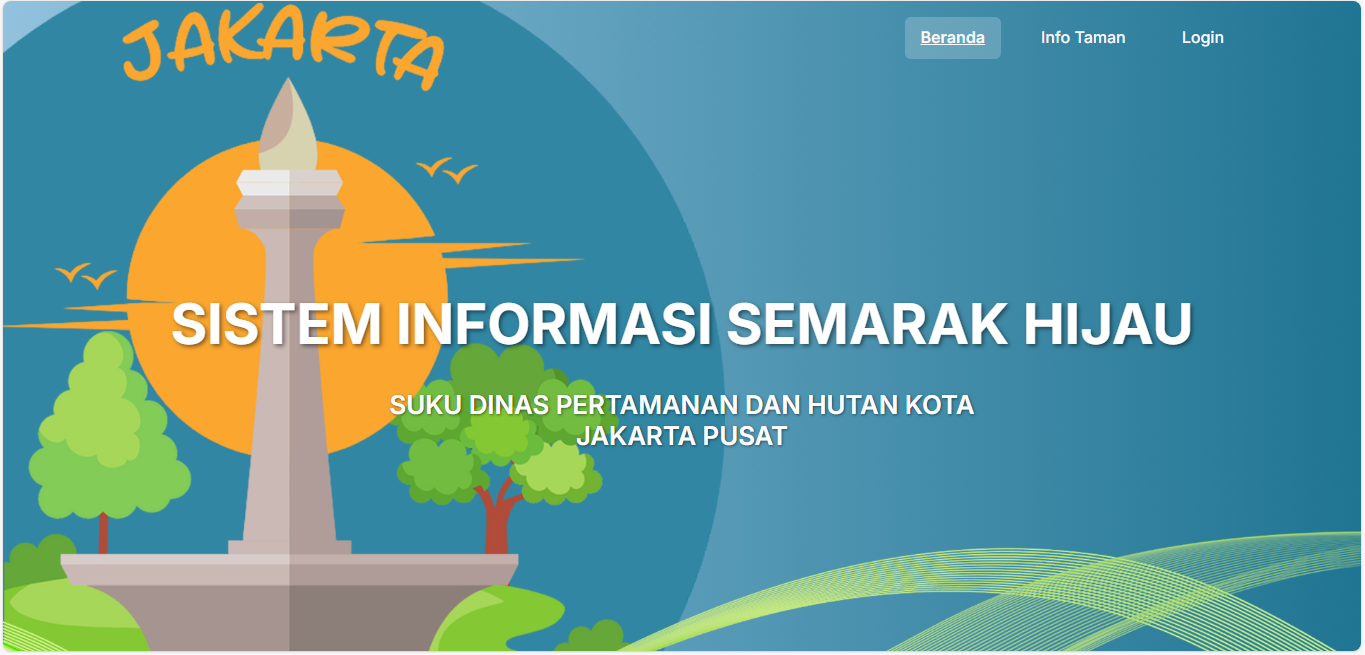 JAKARTA
Beranda
Info Taman
Login
SISTEM INFORMASI SEMARAK HIJAU
SUKU DINAS PERTAMANAN DAN HUTAN KOTA
JAKARTA PUSAT